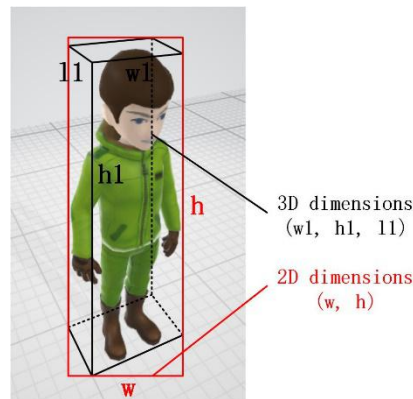 l1
w1
h1
h
3D dimensions
(w1, h1, l1)
2D dimensions
(w, h)
w